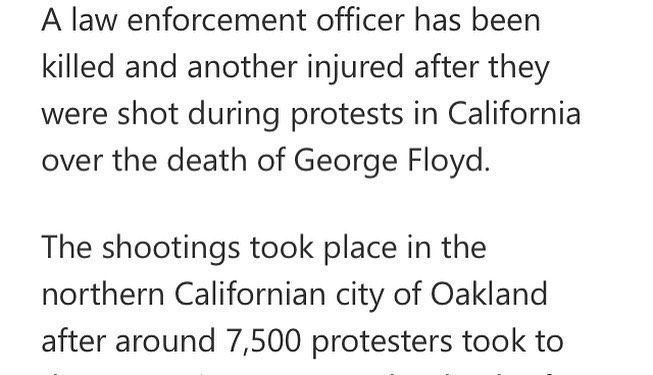 A law enforcement officer has been
killed and another injured after they
were shot during protests in California
over the death of George Floyd.
The shootings took place in the
northern Californian city of Oakland
after around 7,500 protesters took to